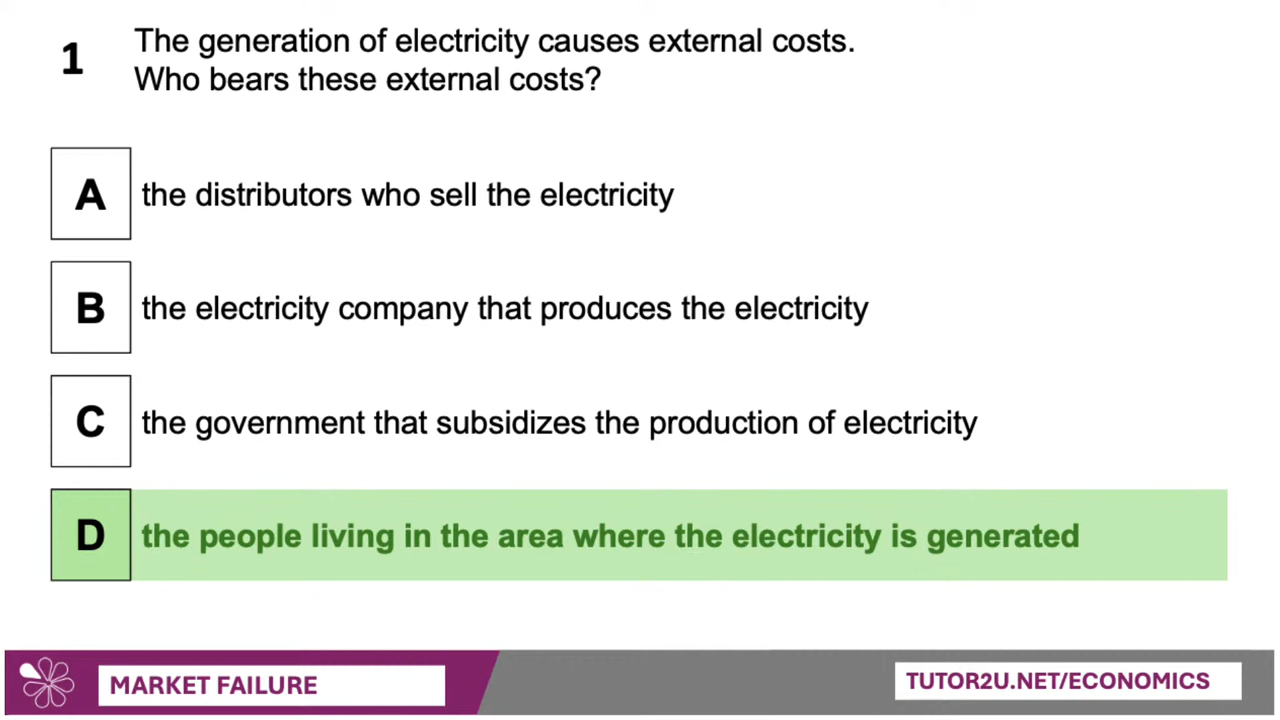 1
The generation of electricity causes external costs.
Who bears these external costs?
A
the distributors who sell the electricity
B
the electricity company that produces the electricity
C
the government that subsidizes the production of electricity
D
the people living in the area where the electricity is generated
MARKET FAILURE
TUTOR2U.NET/ECONOMICS